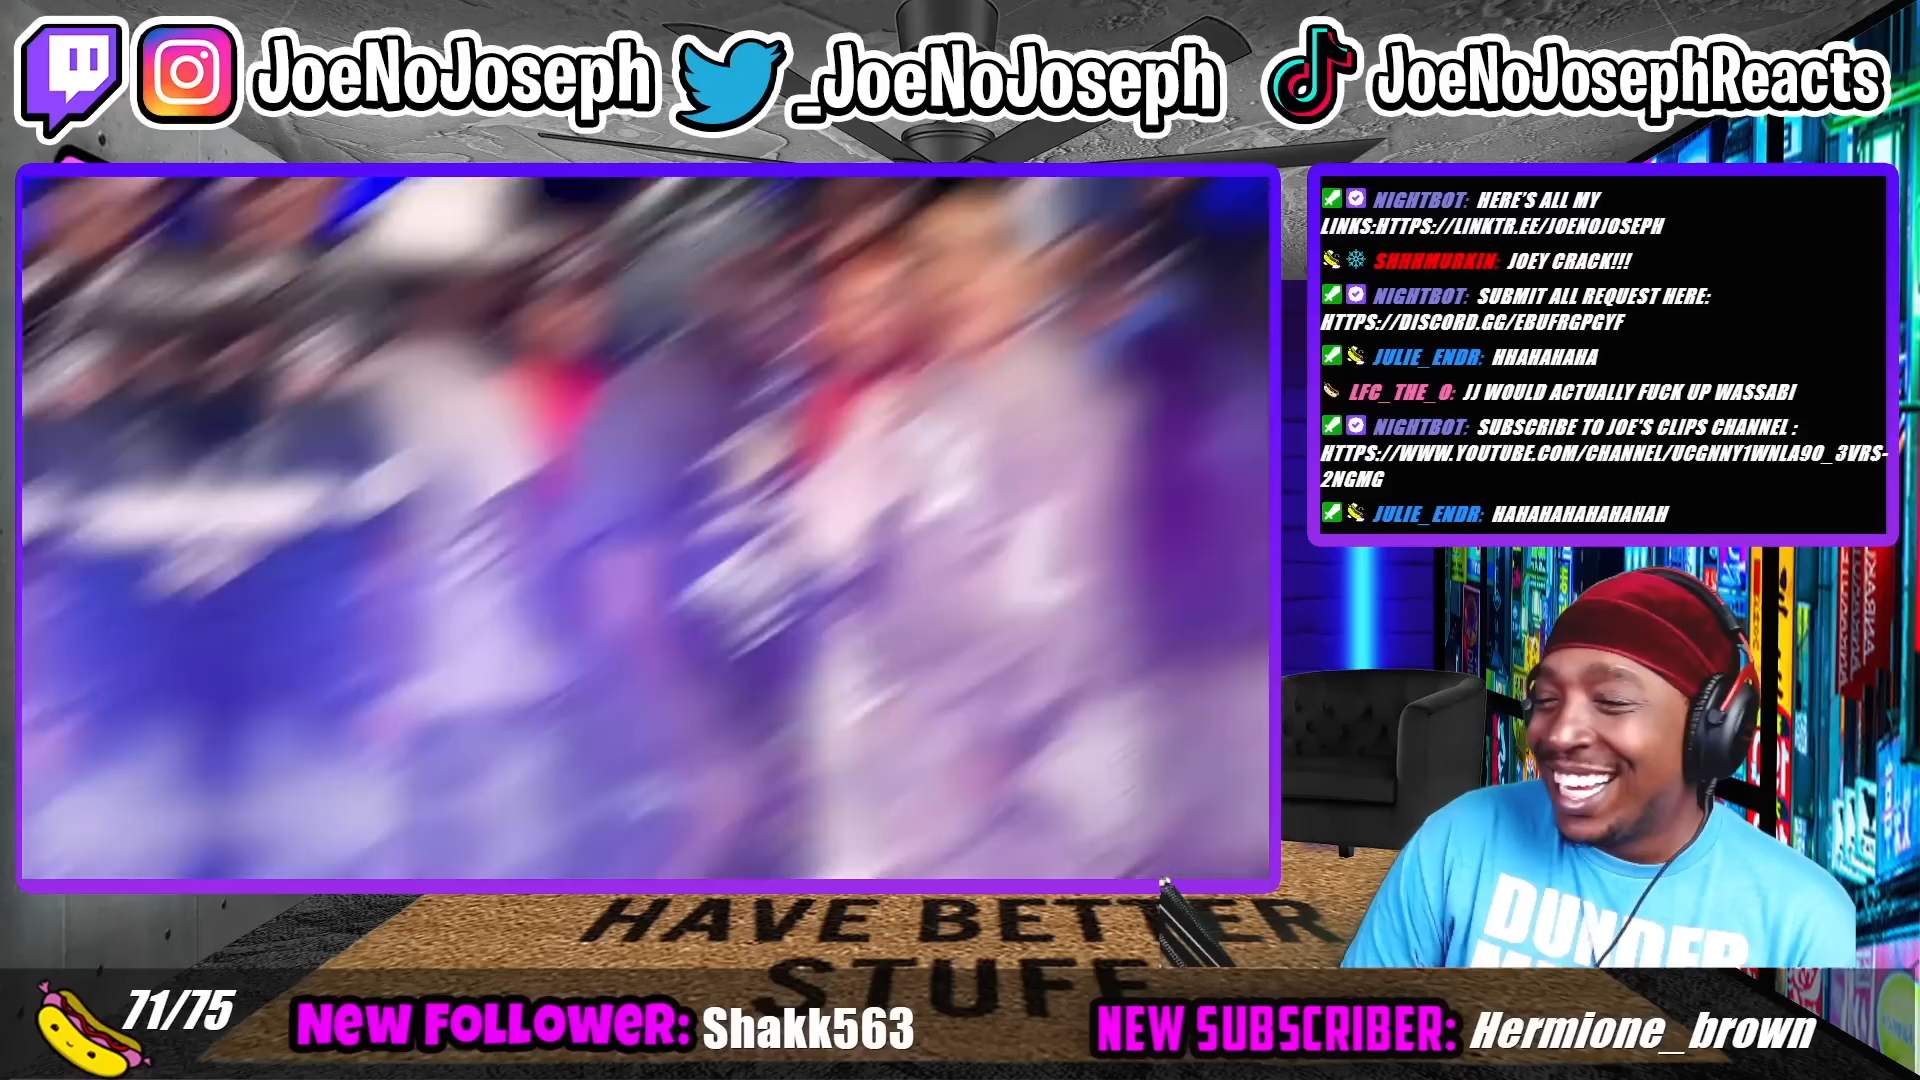 JoeNoJoseph
_JoeNoJoseph
JoeNoJosephReacts
NIGHTBOT: HERE'S ALL MY
LINKS:HTTPS://LINKTR.EE/JOENOJOSEPH
SHHHMURKIN: JOEY CRACK!!!
NIGHTBOT: SUBMIT ALL REQUEST HERE:
HTTPS://DISCORD.GG/EBUFRGPGYF
JULIE_ENDR: HHAHAHAHA
LFC_THE_O: JJ WOULD ACTUALLY FUCK UP WASSABI
NIGHTBOT: SUBSCRIBE TO JOE'S CLIPS CHANNEL :
HTTPS://WWW.YOUTUBE.COM/CHANNEL/UCGNNY1WNLA9O_3VRS-
2NGMG
JULIE_ENDR: HAHAHAHAHAHAHAH
HAVE BETTER
STUFF
DUNDER
71/75
NEW FOLLOWER: Shakk563
NEW SUBSCRIBER: Hermione_brown